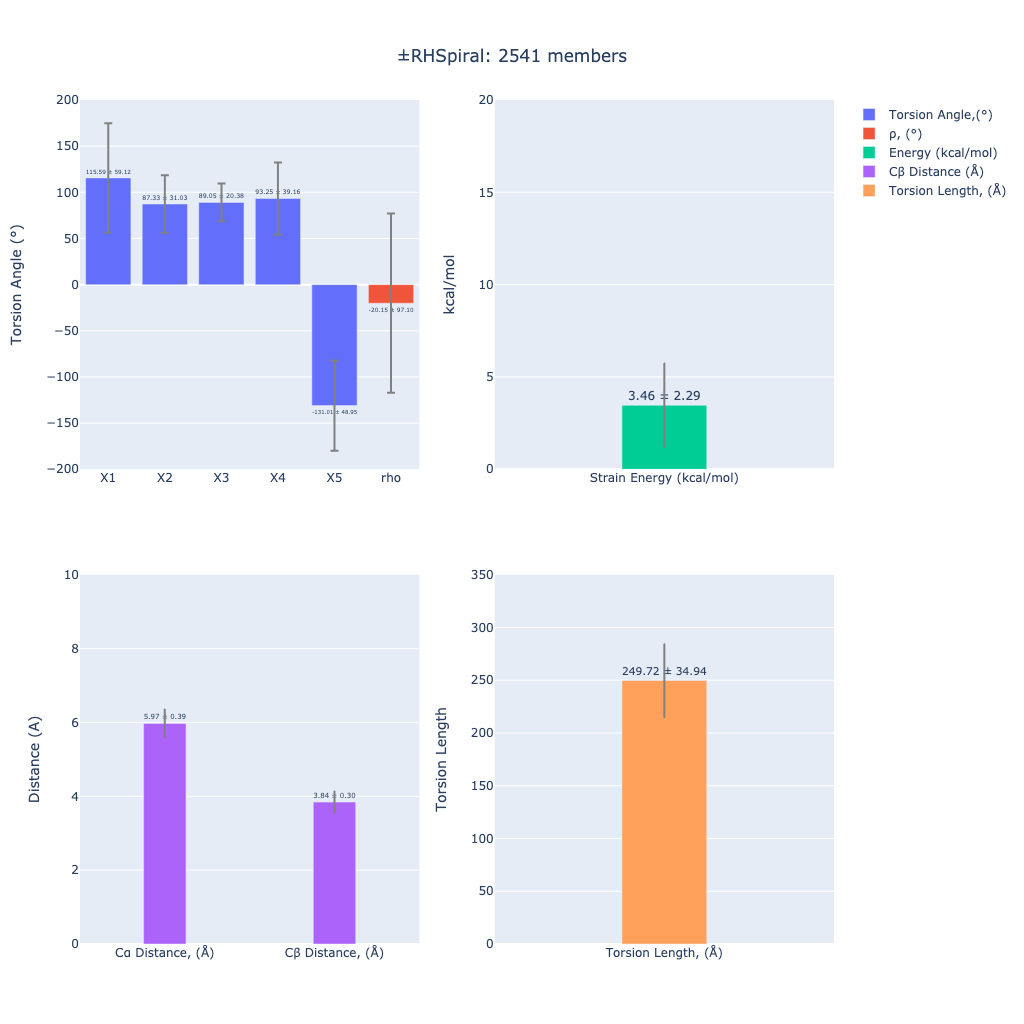 ±RHSpiral: 2541 members
Torsion Angle,(°)
ρ, (°)
Energy (kcal/mol)
Cβ Distance (Å)
Torsion Length, (Å)
Torsion Angle (°)
200
150
100
50
0
−50
−100
−150
−200
115.59 ± 59.12
87.33 ± 31.03
89.05 ± 20.38
93.25 ± 39.16
-131.01 ± 48.95
-20.15 ± 97.10
X1
X2
X3
X4
X5
rho
kcal/mol
20
15
10
5
0
3.46 ± 2.29
Strain Energy (kcal/mol)
Distance (A)
10
8
6
4
2
0
5.97 ± 0.39
3.84 ± 0.30
Cα Distance, (Å)
Cβ Distance, (Å)
Torsion Length
350
300
250
200
150
100
50
0
249.72 ± 34.94
Torsion Length, (Å)